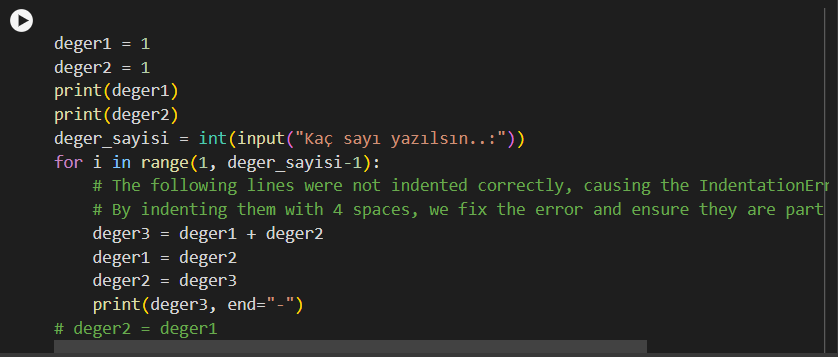 deger1 = 1
deger2 = 1
print(deger1)
print(deger2)
deger_sayisi = int(input("Kaç sayı yazılsın..:"))
for i in range(1, deger_sayisi-1):
    # The following lines were not indented correctly, causing the IndentationErr
    # By indenting them with 4 spaces, we fix the error and ensure they are part
    deger3 = deger1 + deger2
    deger1 = deger2
    deger2 = deger3
    print(deger3, end="-")
# deger2 = deger1